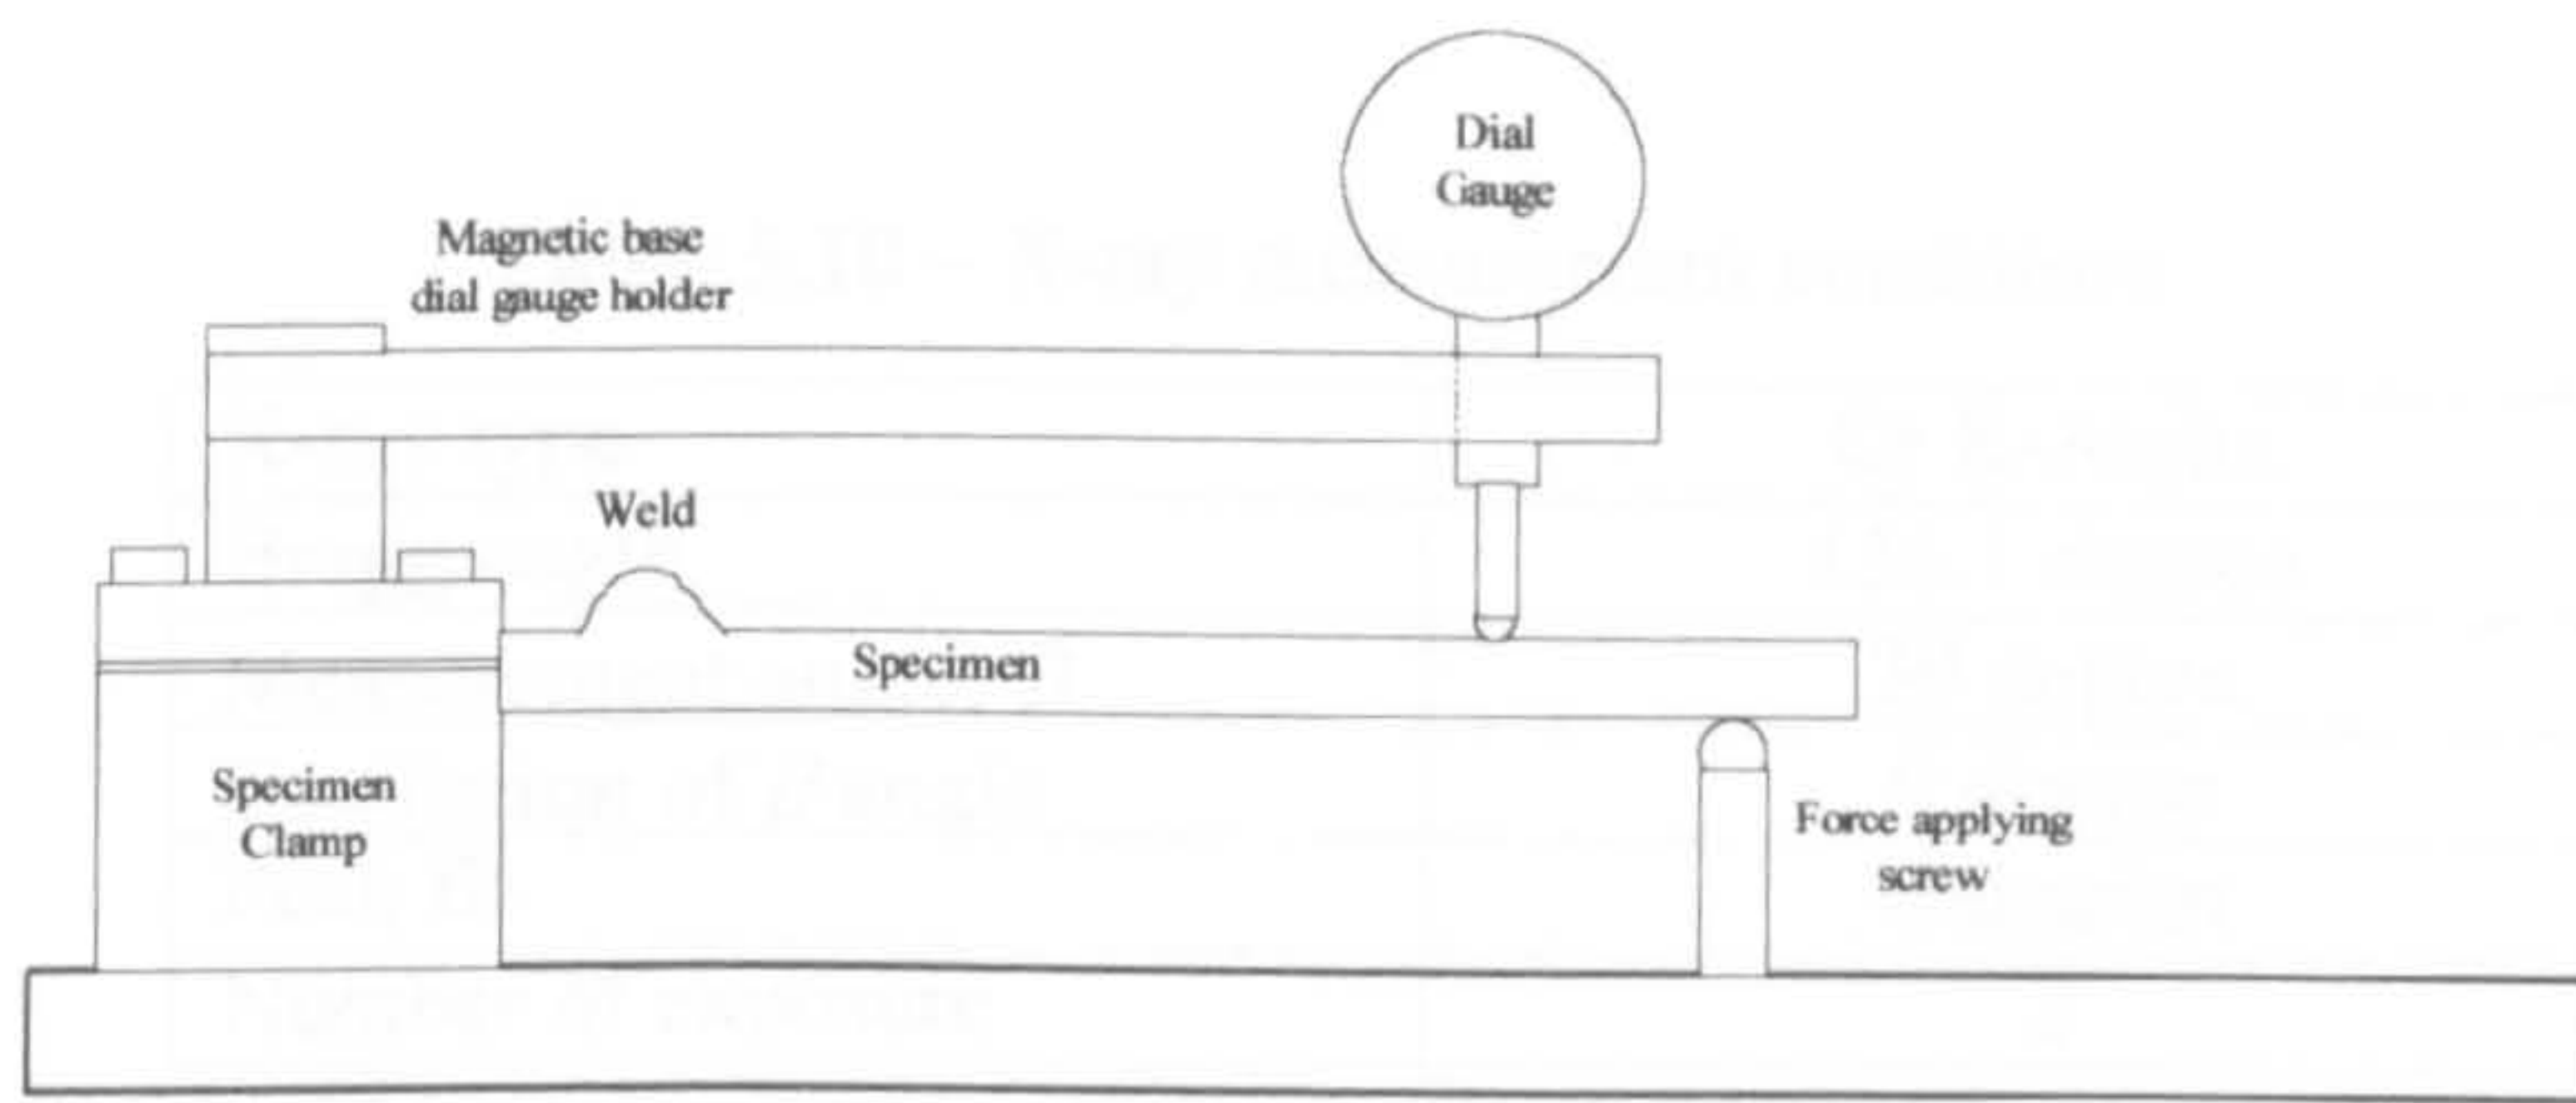 Dial
Gauge
Magnetic base
dial gauge holder
Weld
Specimen
Specimen
Clamp
Force applying
screw